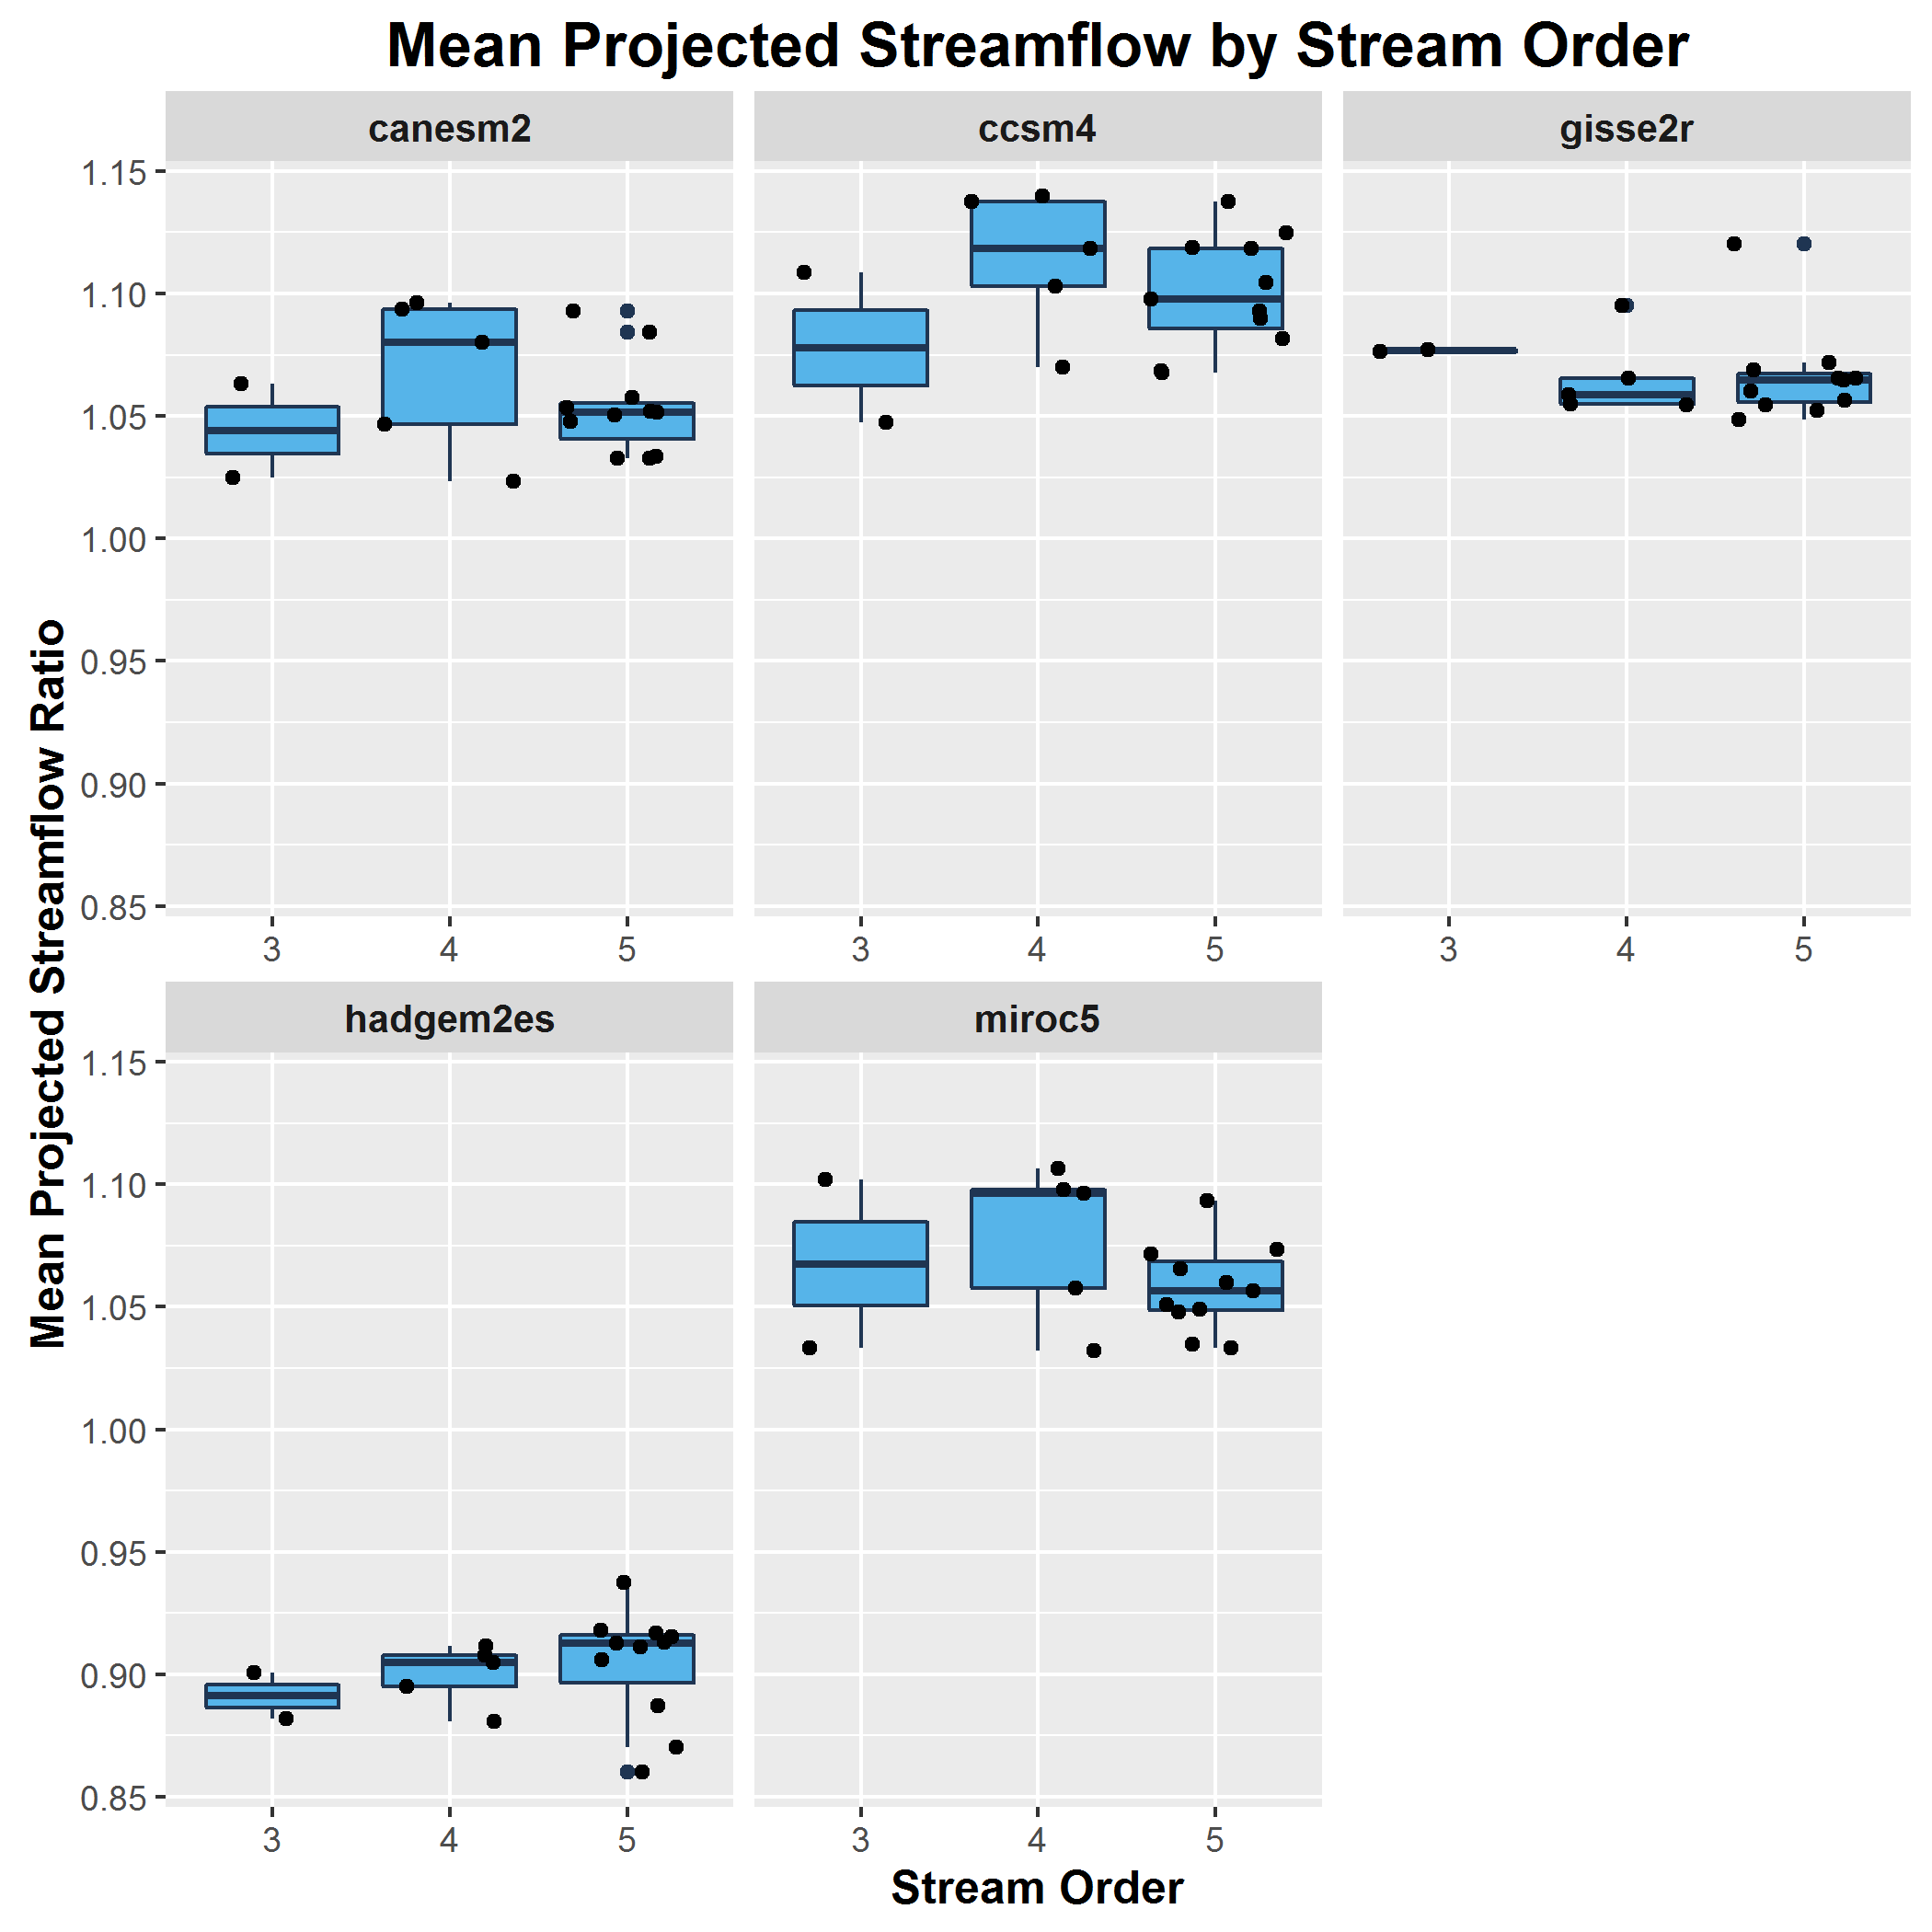 Mean Projected Streamflow by Stream Order
canesm2 ccsm4 gisse2r
1.15
1.10
1.05
1.00
0.95
0.90
0.85
3 4 5 3 4 5 3 4 5
Mean Projected Streamflow Ratio
hadgem2es miroc5
1.15
1.10
1.05
1.00
0.95
0.90
0.85
3 4 5 3 4 5
Stream Order